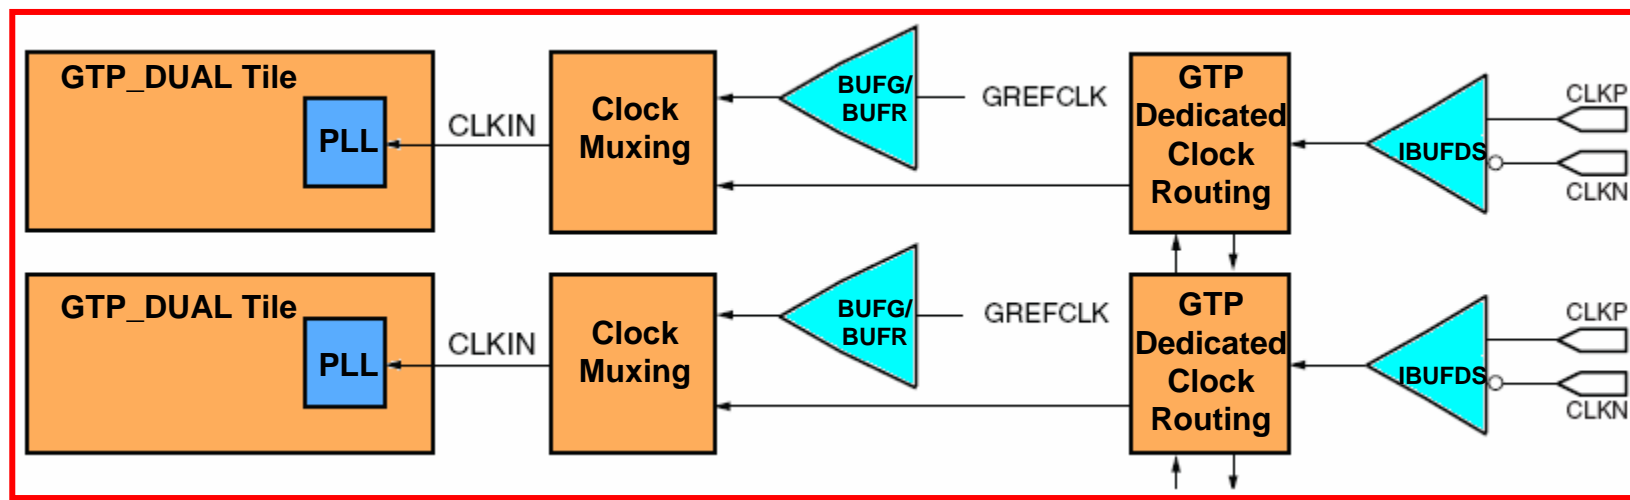 GTP_DUAL Tile
PLL
CLKIN
Clock
Muxing
BUFG/
BUFR
GREFCLK
GTP
Dedicated
Clock
Routing
IBUFDS
CLKP
CLKN
GTP_DUAL Tile
PLL
CLKIN
Clock
Muxing
BUFG/
BUFR
GREFCLK
GTP
Dedicated
Clock
Routing
IBUFDS
CLKP
CLKN